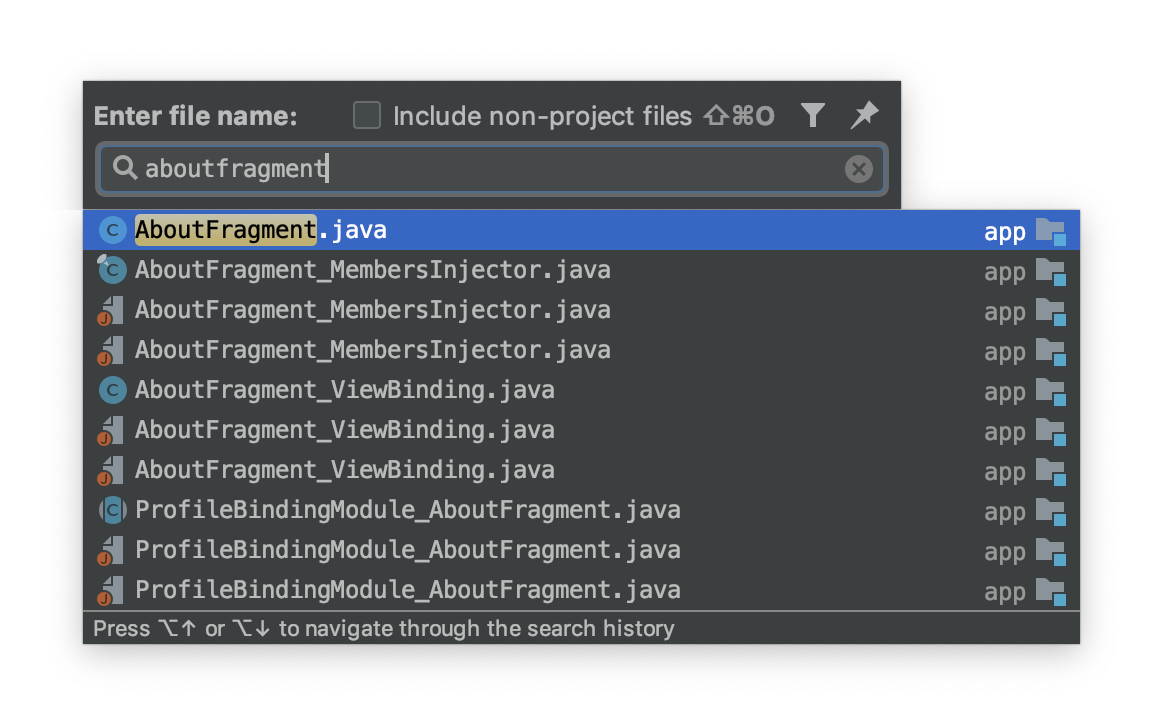 Enter file name: Include non-project files ⇧⌘O
aboutfragment
AboutFragment.java app
AboutFragment_MembersInjector.java app
AboutFragment_MembersInjector.java app
AboutFragment_MembersInjector.java app
AboutFragment_ViewBinding.java app
AboutFragment_ViewBinding.java app
AboutFragment_ViewBinding.java app
ProfileBindingModule_AboutFragment.java app
ProfileBindingModule_AboutFragment.java app
ProfileBindingModule_AboutFragment.java app
Press ⌥↑ or ⌥↓ to navigate through the search history